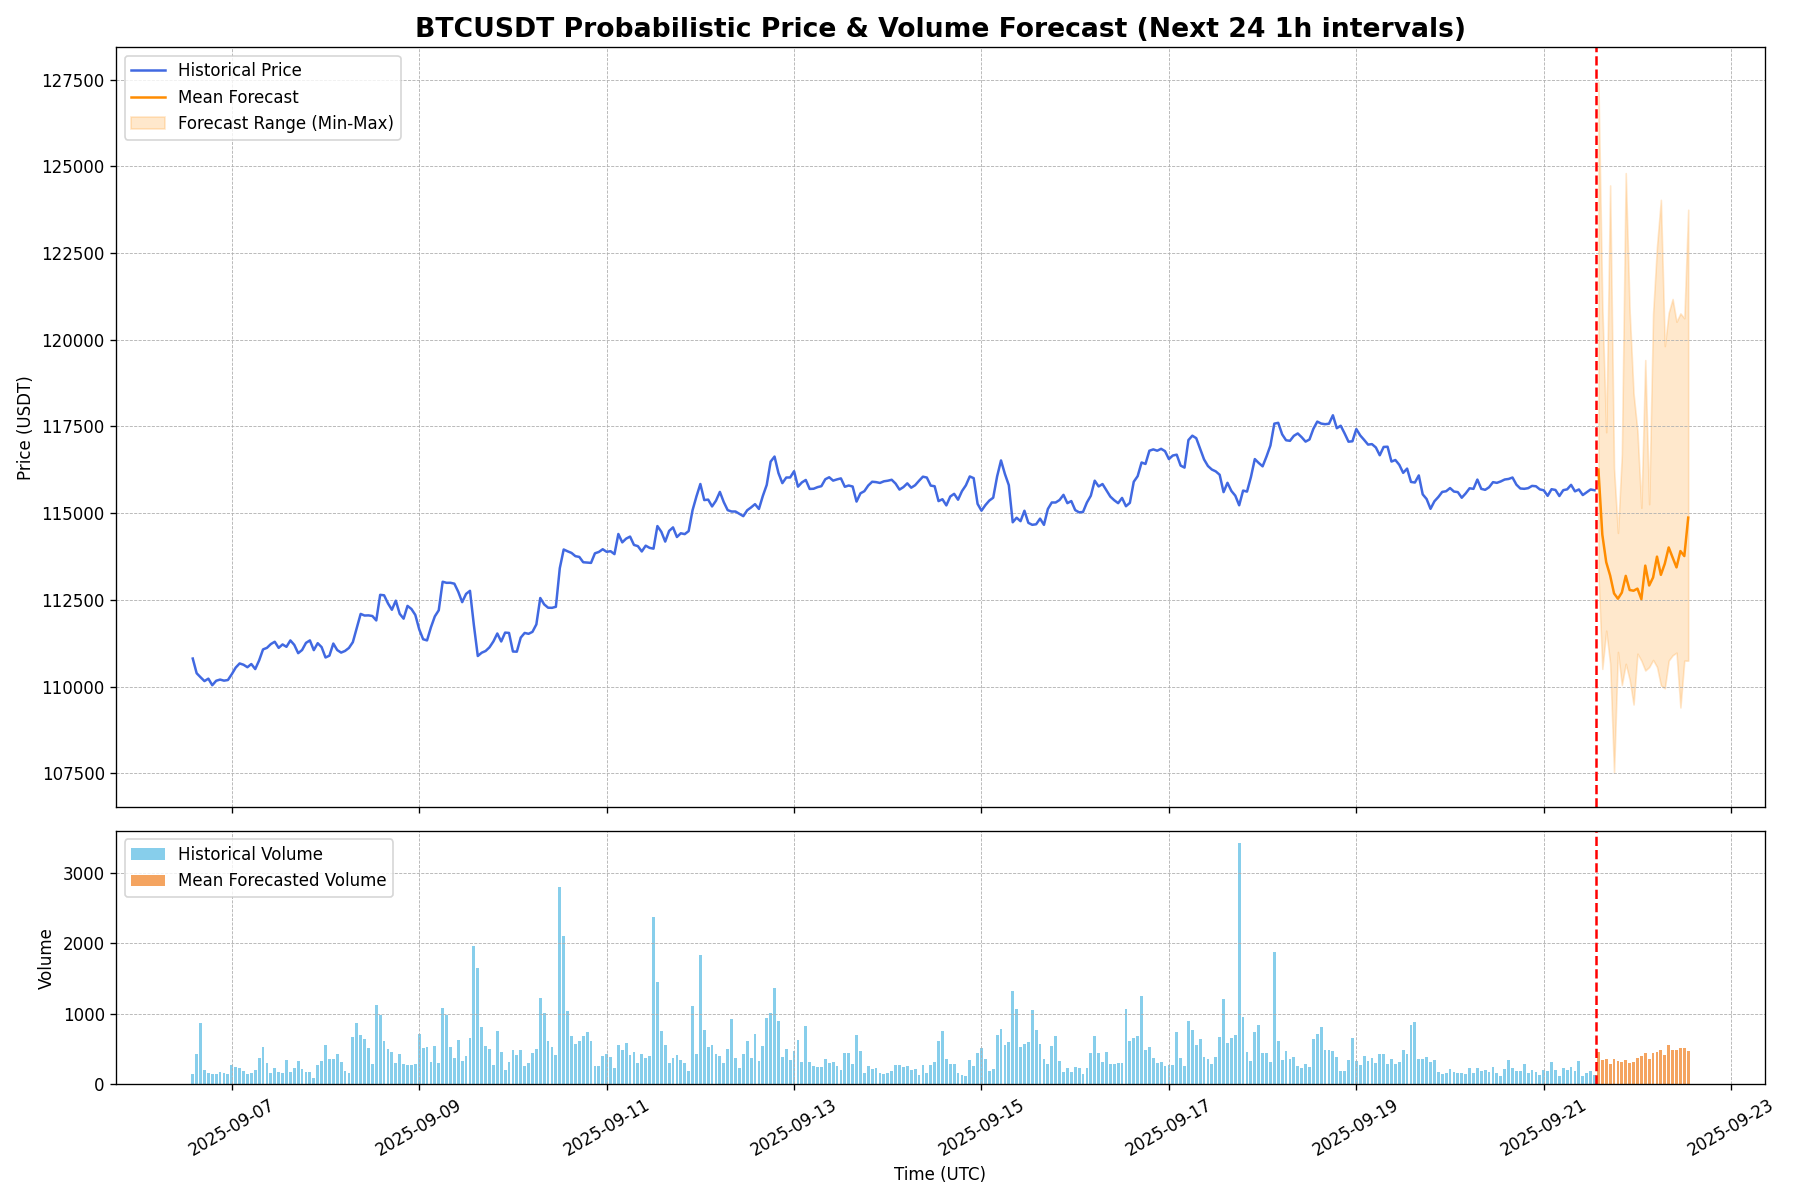 BTCUSDT Probabilistic Price & Volume Forecast (Next 24 1h intervals)
Historical Price
Mean Forecast
Forecast Range (Min-Max)
Price (USDT)
127500
125000
122500
120000
117500
115000
112500
110000
107500
Historical Volume
Mean Forecasted Volume
Volume
3000
2000
1000
0
2025-09-07
2025-09-09
2025-09-11
2025-09-13
2025-09-15
2025-09-17
2025-09-19
2025-09-21
2025-09-23
Time (UTC)